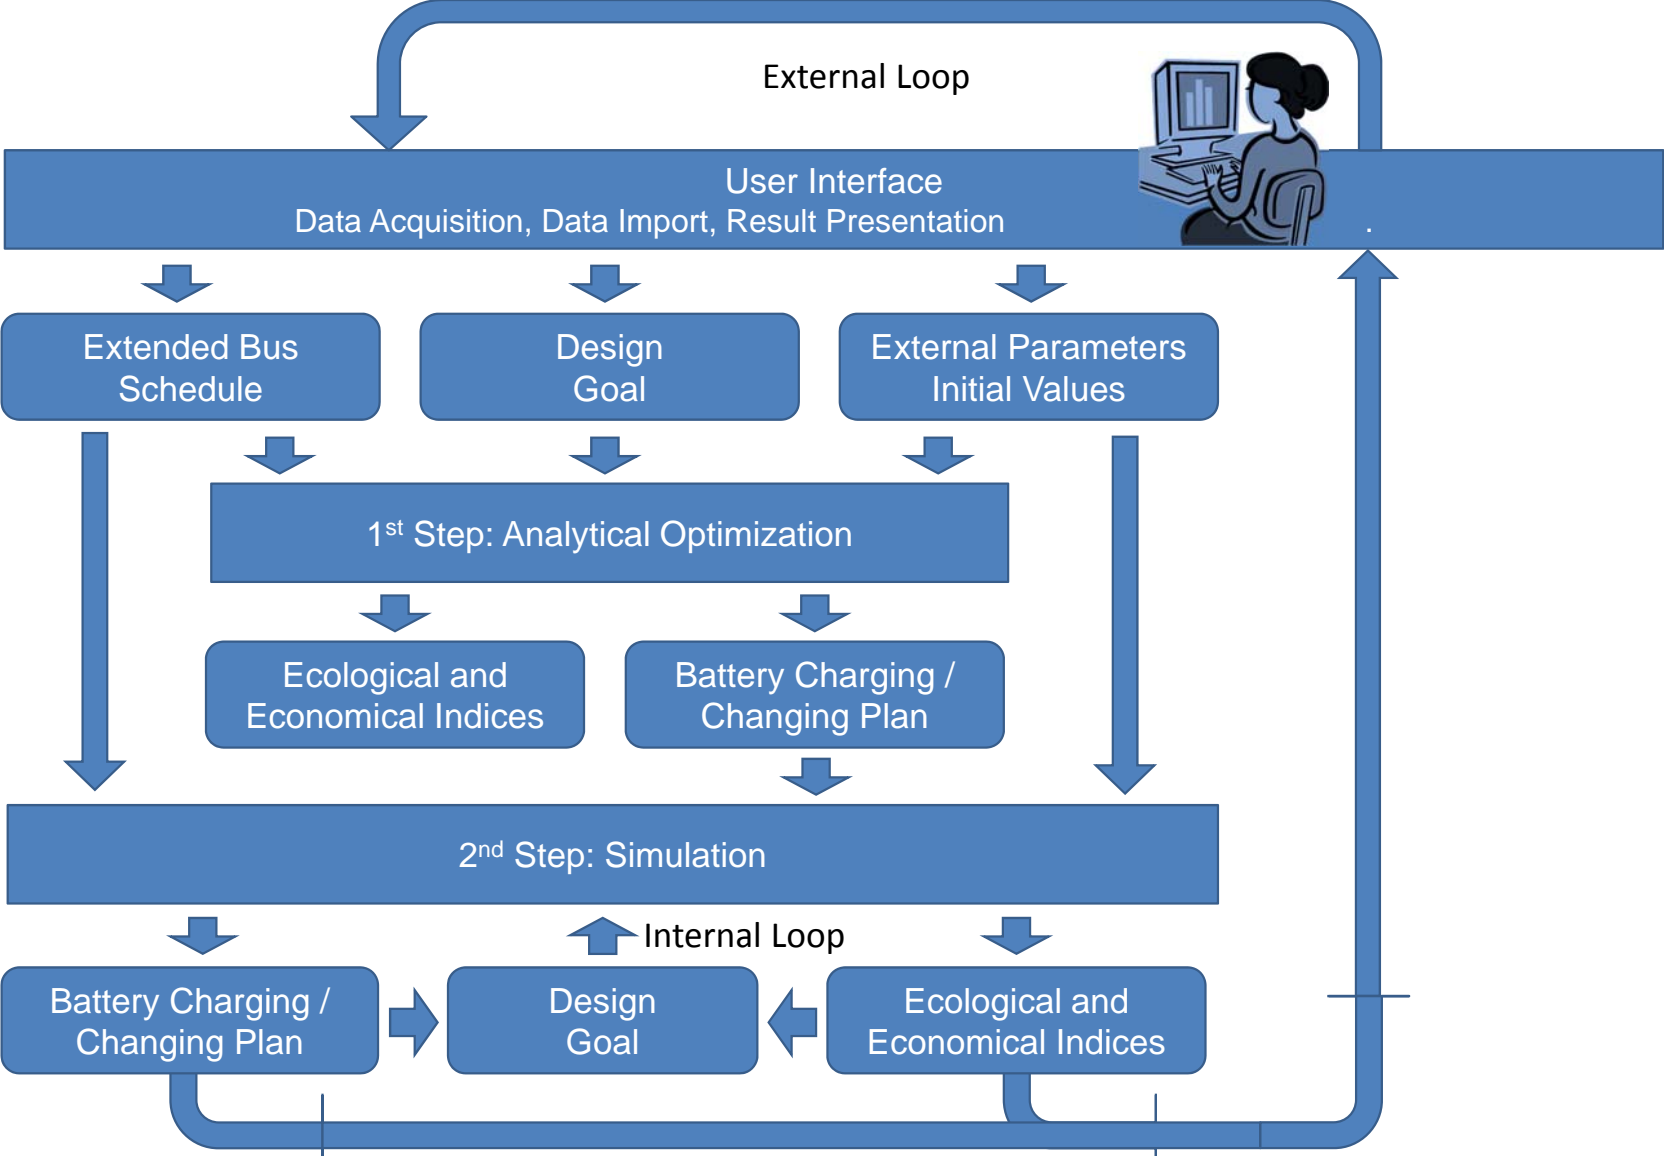 External Loop
User Interface
Data Acquisition, Data Import, Result Presentation .
Extended Bus
Schedule
Design
Goal
External Parameters
Initial Values
1st Step: Analytical Optimization
Ecological and
Economical Indices
Battery Charging /
Changing Plan
2nd Step: Simulation
Internal Loop
Battery Charging /
Changing Plan
Design
Goal
Ecological and
Economical Indices